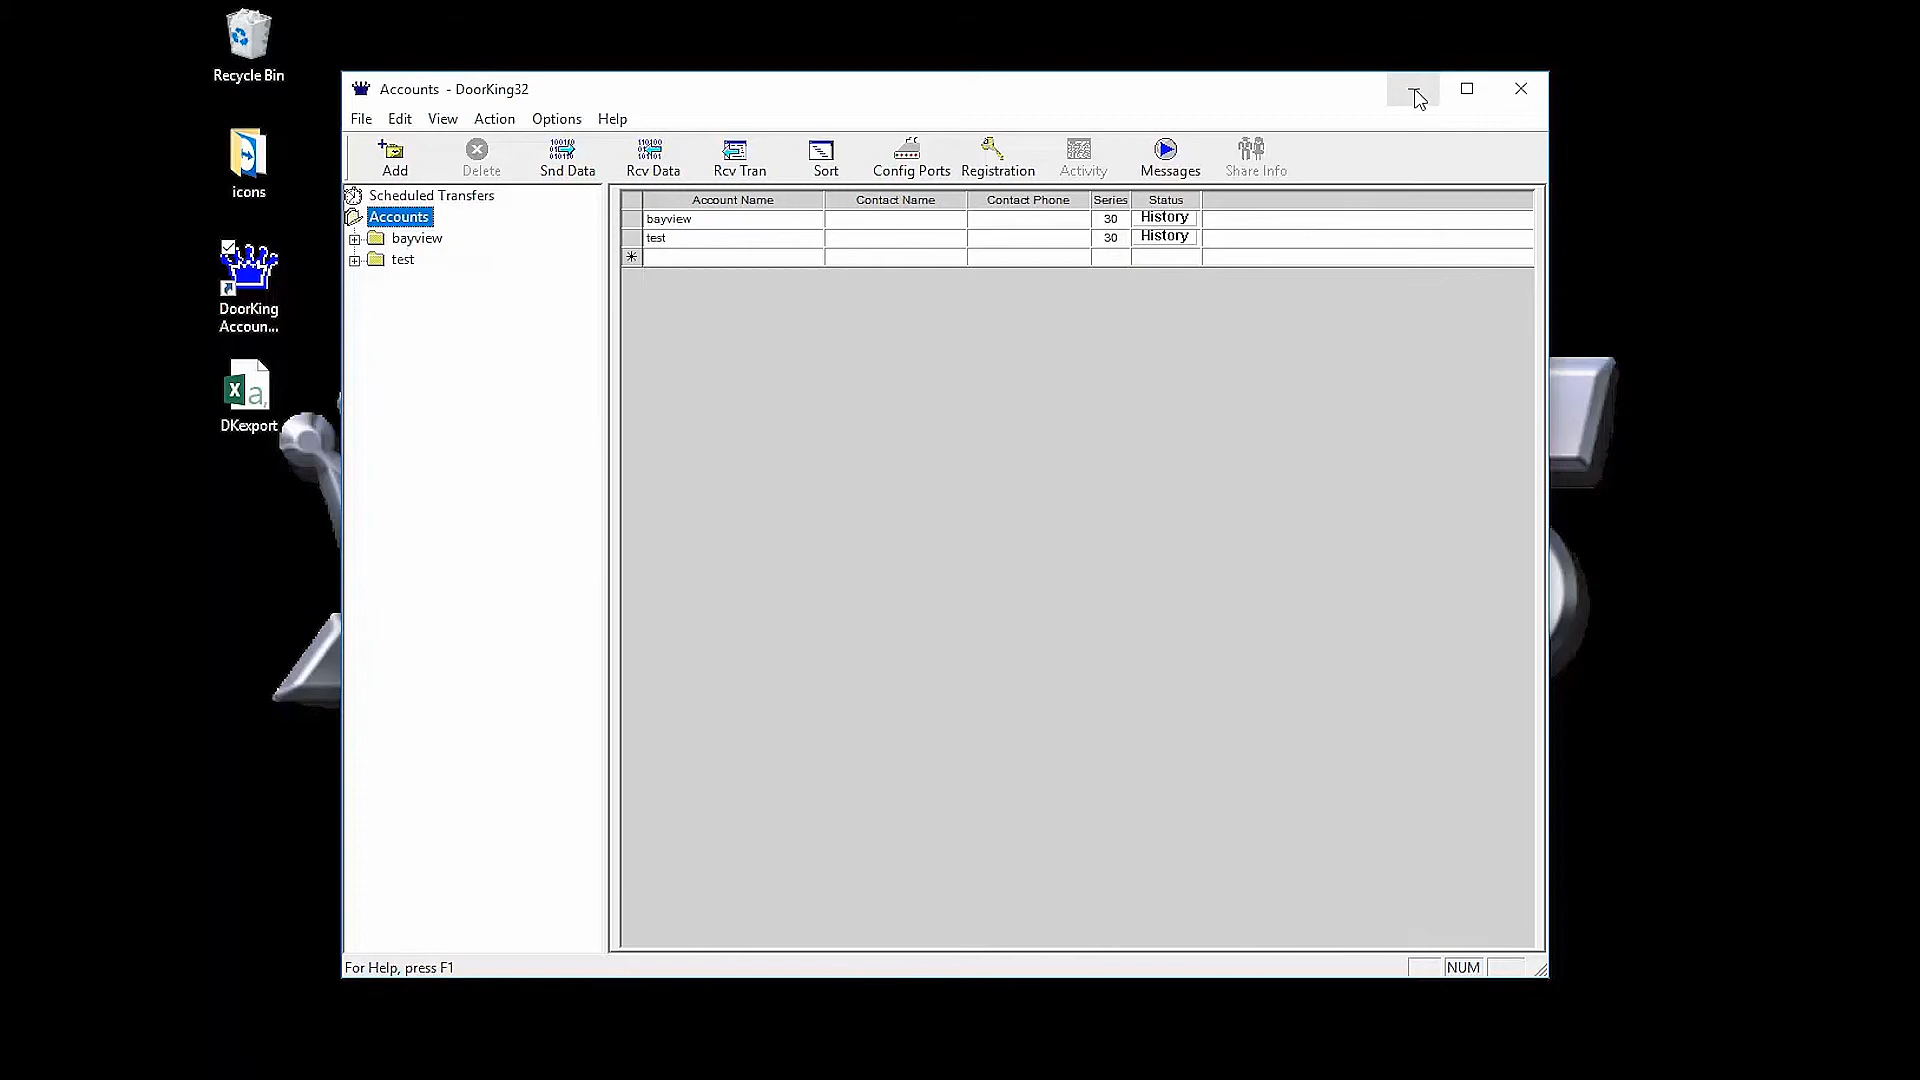 Recycle Bin
icons
DoorKing
Accoun...
DKexport
Accounts - DoorKing32
File Edit View Action Options Help
Add Delete Snd Data Rcv Data Rcv Tran Sort Config Ports Registration Activity Messages Share Info
Scheduled Transfers
Accounts
bayview
test
Account Name Contact Name Contact Phone Series Status
bayview 30 History
test 30 History
For Help, press F1
NUM